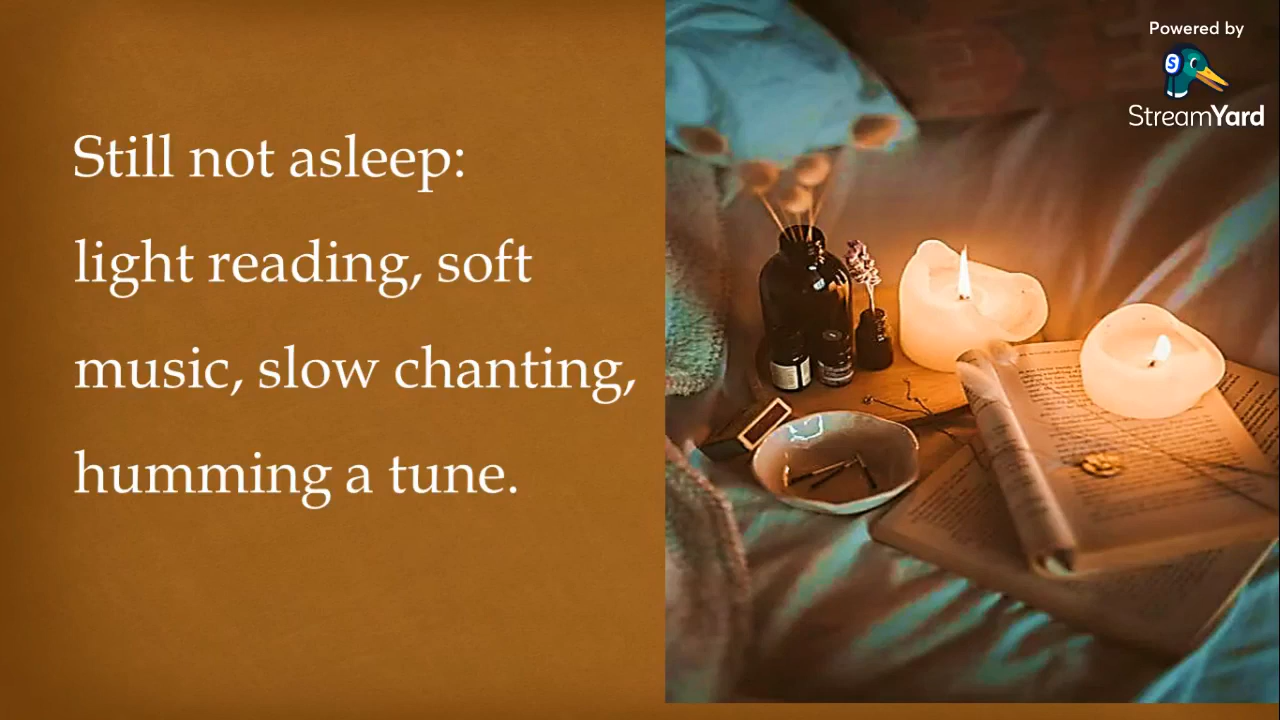 Still not asleep:
light reading, soft
music, slow chanting,
humming a tune.
Powered by
S
StreamYard